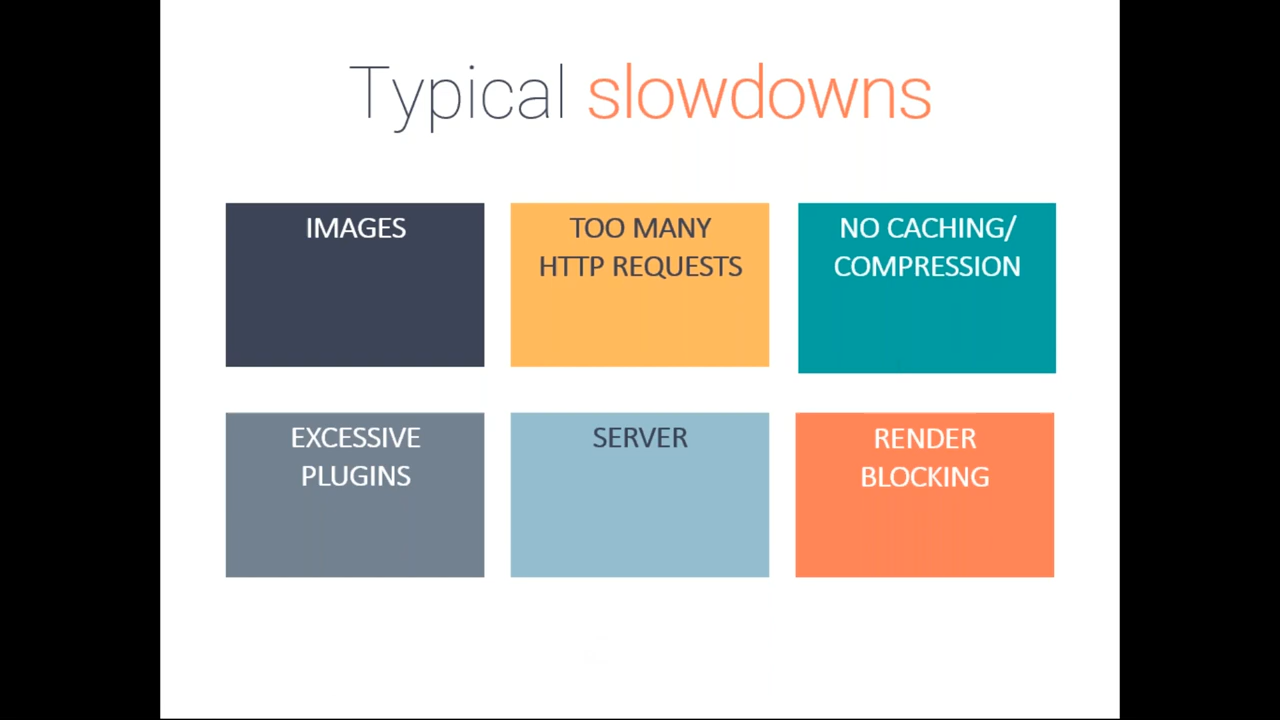 Typical slowdowns
IMAGES
TOO MANY
HTTP REQUESTS
NO CACHING/
COMPRESSION
EXCESSIVE
PLUGINS
SERVER
RENDER
BLOCKING